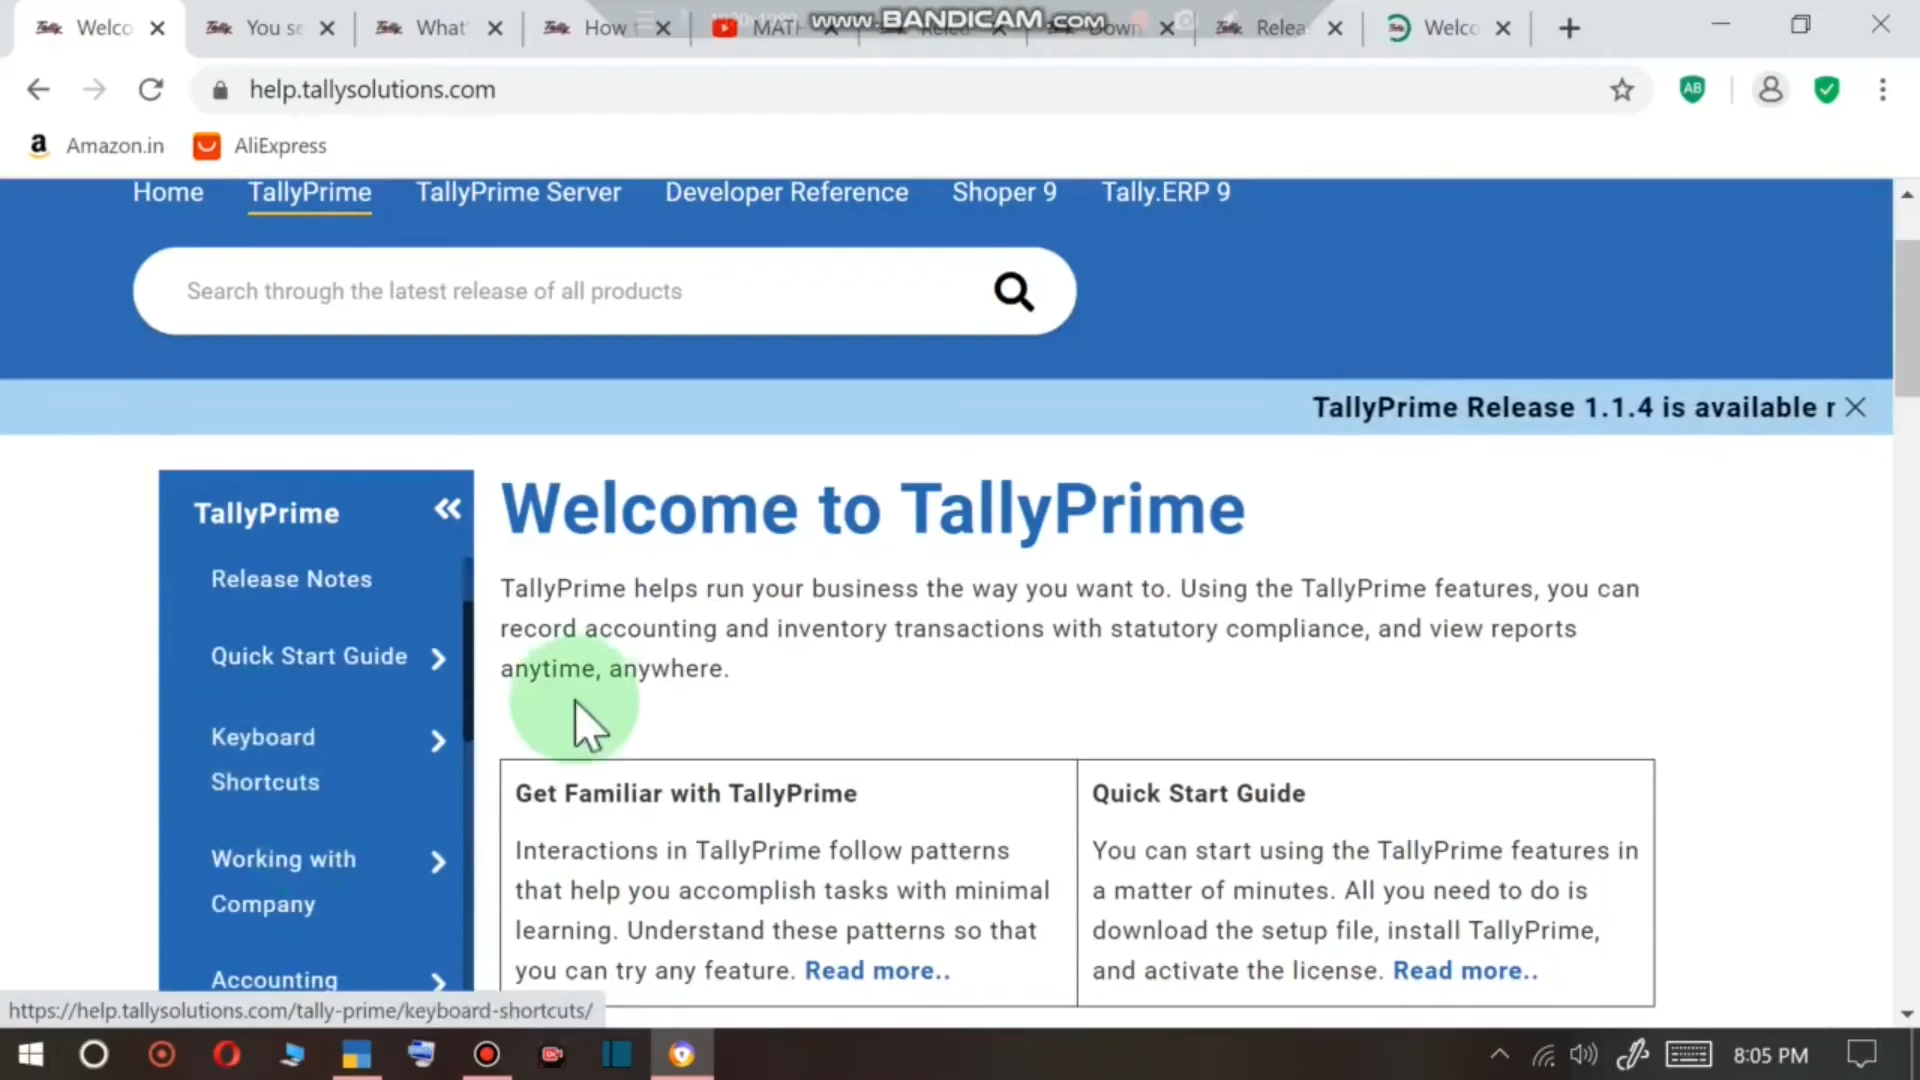 Welco
You se
What'
How
MATH
Down
Relea
Welco
www.BANDICAM.com
help.tallysolutions.com
AB
Amazon.in
AliExpress
Home
TallyPrime
TallyPrime Server
Developer Reference
Shoper 9
Tally.ERP 9
Search through the latest release of all products
TallyPrime Release 1.1.4 is available
TallyPrime
Release Notes
Quick Start Guide
Keyboard
Shortcuts
Working with
Company
Accounting
Welcome to TallyPrime
TallyPrime helps run your business the way you want to. Using the TallyPrime features, you can
record accounting and inventory transactions with statutory compliance, and view reports
anytime, anywhere.
Get Familiar with TallyPrime
Interactions in TallyPrime follow patterns
that help you accomplish tasks with minimal
learning. Understand these patterns so that
you can try any feature. Read more..
Quick Start Guide
You can start using the TallyPrime features in
a matter of minutes. All you need to do is
download the setup file, install TallyPrime,
and activate the license. Read more..
https://help.tallysolutions.com/tally-prime/keyboard-shortcuts/
8:05 PM